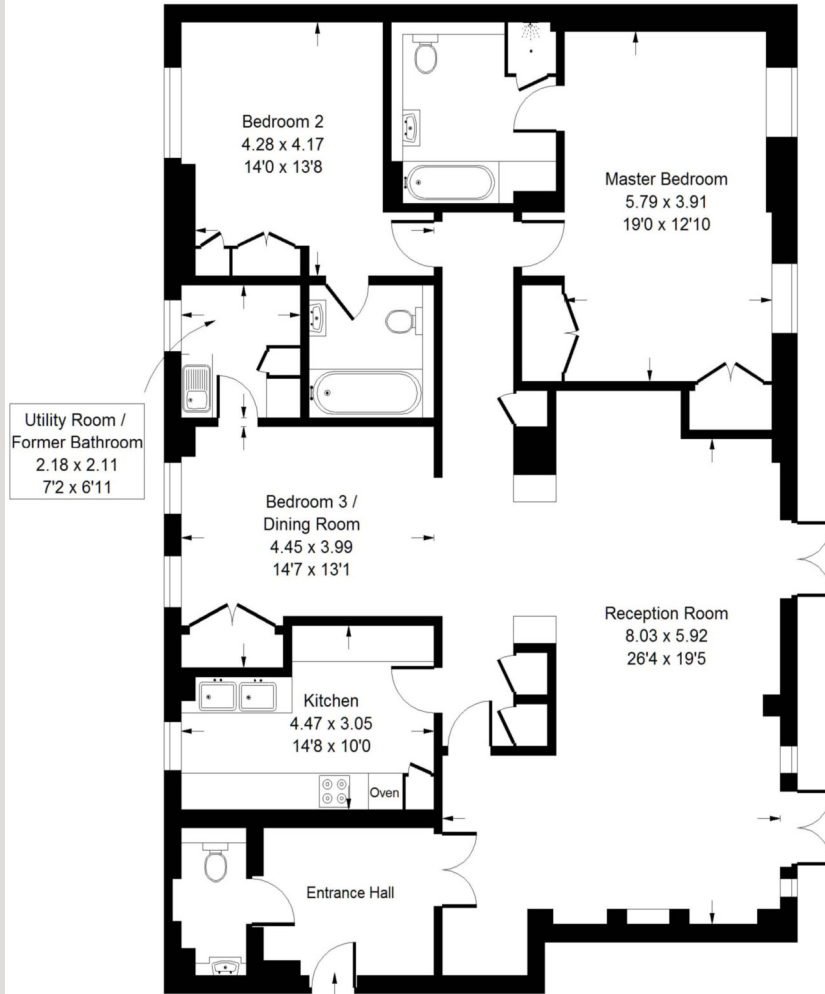 Bedroom 2
4.28 x 4.17
14'0 x 13'8
Master Bedroom
5.79 x 3.91
19'0 x 12'10
Utility Room /
Former Bathroom
2.18 x 2.11
7'2 x 6'11
Bedroom 3 /
Dining Room
4.45 x 3.99
14'7 x 13'1
Reception Room
8.03 x 5.92
26'4 x 19'5
Kitchen
4.47 x 3.05
14'8 x 10'0
Oven
Entrance Hall